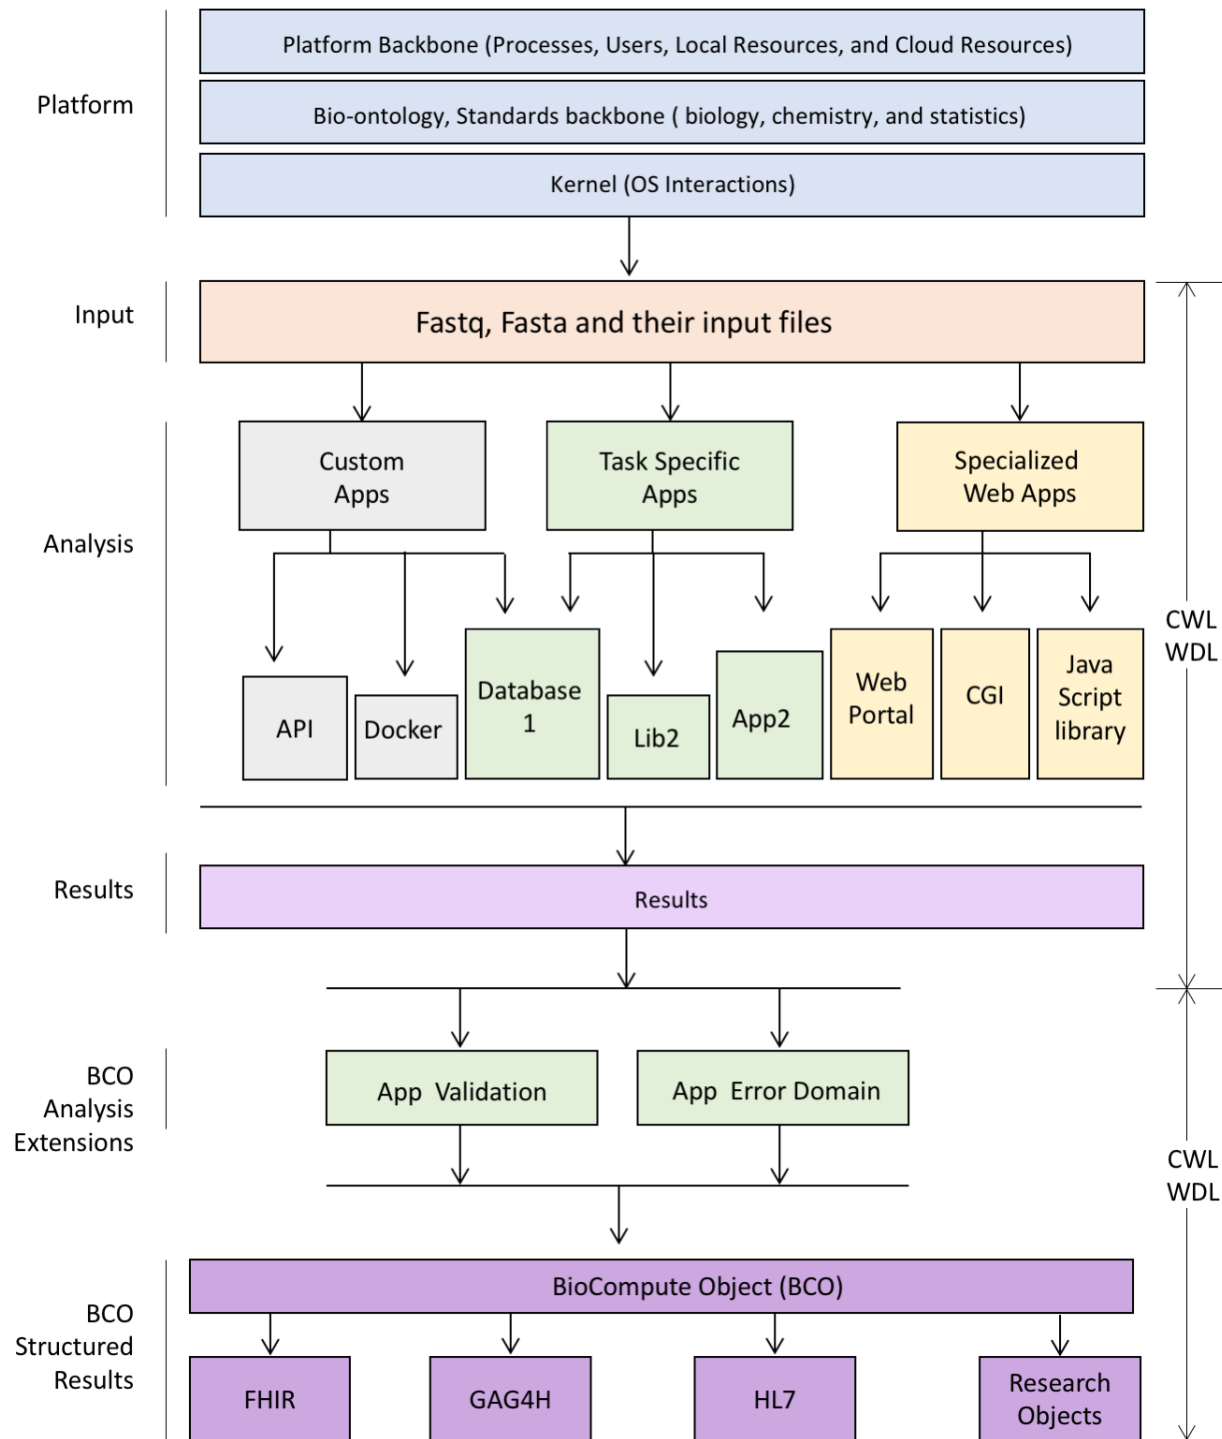 Platform
Platform Backbone (Processes, Users, Local Resources, and Cloud Resources)
Bio-ontology, Standards backbone ( biology, chemistry, and statistics)
Kernel (OS Interactions)
Input
Fastq, Fasta and their input files
Analysis
Custom
Apps
Task Specific
Apps
Specialized
Web Apps
API
Docker
Database
1
Lib2
App2
Web
Portal
CGI
Java
Script
library
CWL
WDL
Results
Results
BCO
Analysis
Extensions
App Validation
App Error Domain
CWL
WDL
BCO
Structured
Results
BioCompute Object (BCO)
FHIR
GAG4H
HL7
Research
Objects